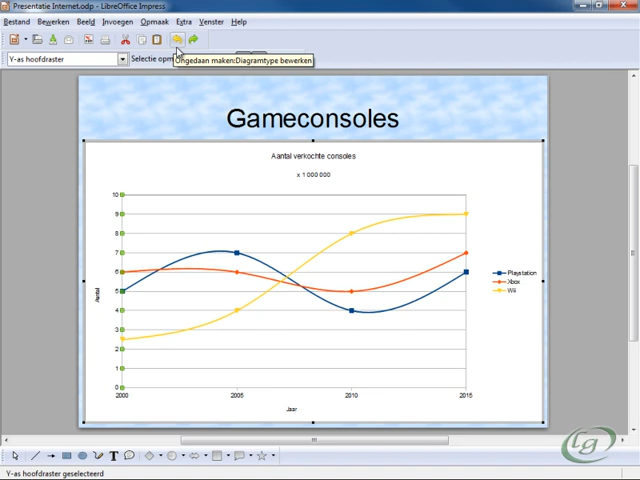 Presentatie Internet.odp - LibreOffice Impress
Bestand Bewerken Beeld Invoegen Opmaak Extra Venster Help
Y-as hoofdraster Selectie opm
Ongedaan maken:Diagramtype bewerken
Gameconsoles
Aantal verkochte consoles
x 1 000 000
10
9
8
7
6
5
4
3
2
1
0
Aantal
2000 2005 2010 2015
Jaar
Playstation
Xbox
Wii
lg
Y-as hoofdraster geselecteerd